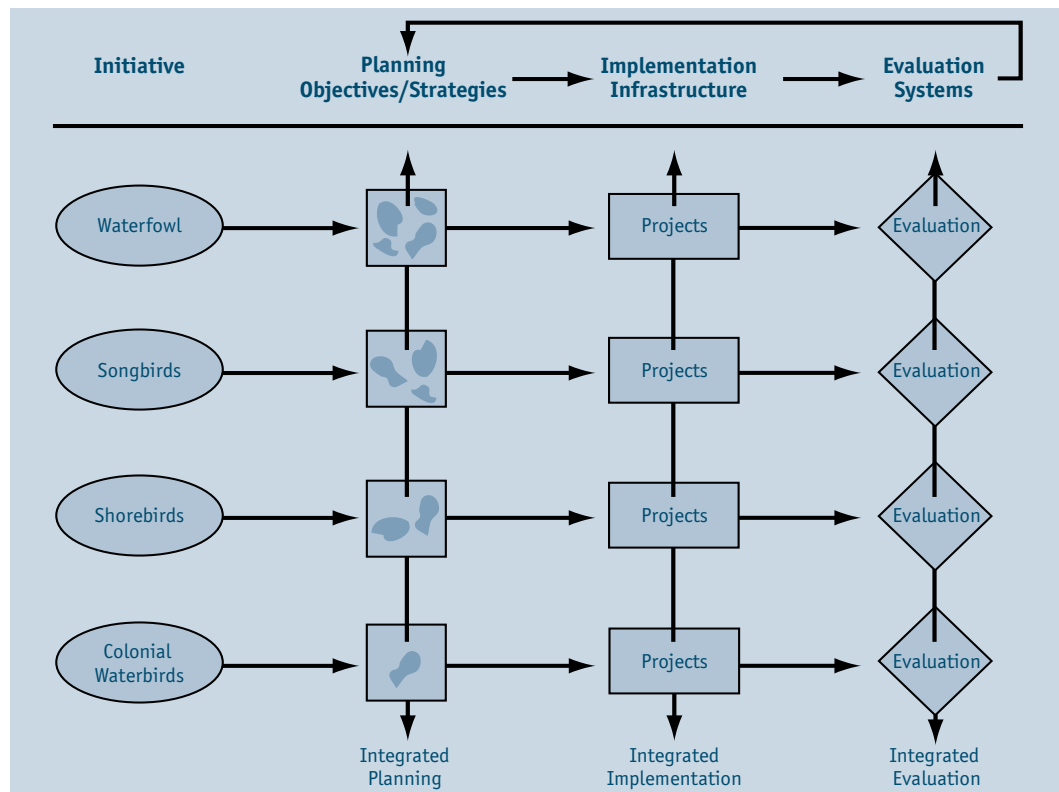 Initiative
Planning
Objectives/Strategies
Implementation
Infrastructure
Evaluation
Systems
Waterfowl
Projects
Evaluation
Songbirds
Projects
Evaluation
Shorebirds
Projects
Evaluation
Colonial
Waterbirds
Projects
Evaluation
Integrated
Planning
Integrated
Implementation
Integrated
Evaluation